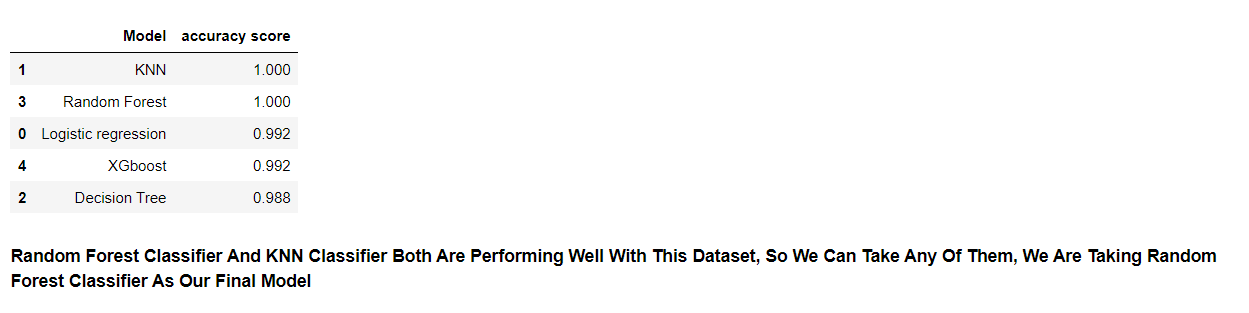 Model accuracy score
1 KNN 1.000
3 Random Forest 1.000
0 Logistic regression 0.992
4 XGboost 0.992
2 Decision Tree 0.988
Random Forest Classifier And KNN Classifier Both Are Performing Well With This Dataset, So We Can Take Any Of Them, We Are Taking Random
Forest Classifier As Our Final Model